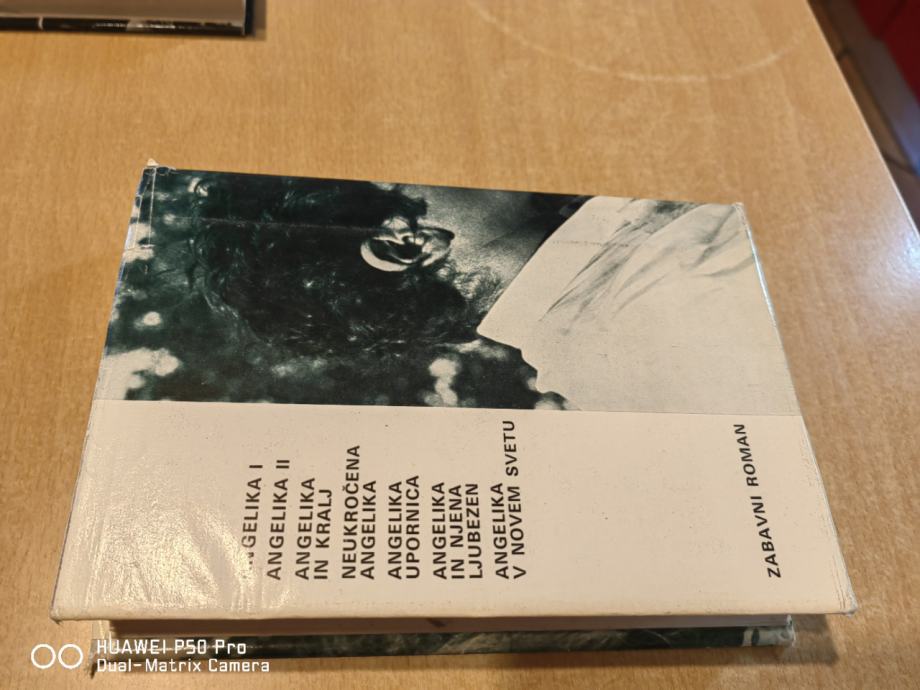 ANGELIKA I
ANGELIKA II
ANGELIKA
IN KRALJ
NEUKROČENA
ANGELIKA
ANGELIKA
UPORNICA
ANGELIKA
IN NJENA
LJUBEZEN
ANGELIKA
V NOVEM SVETU
ZABAVNI ROMAN
HUAWEI P50 Pro
Dual-Matrix Camera